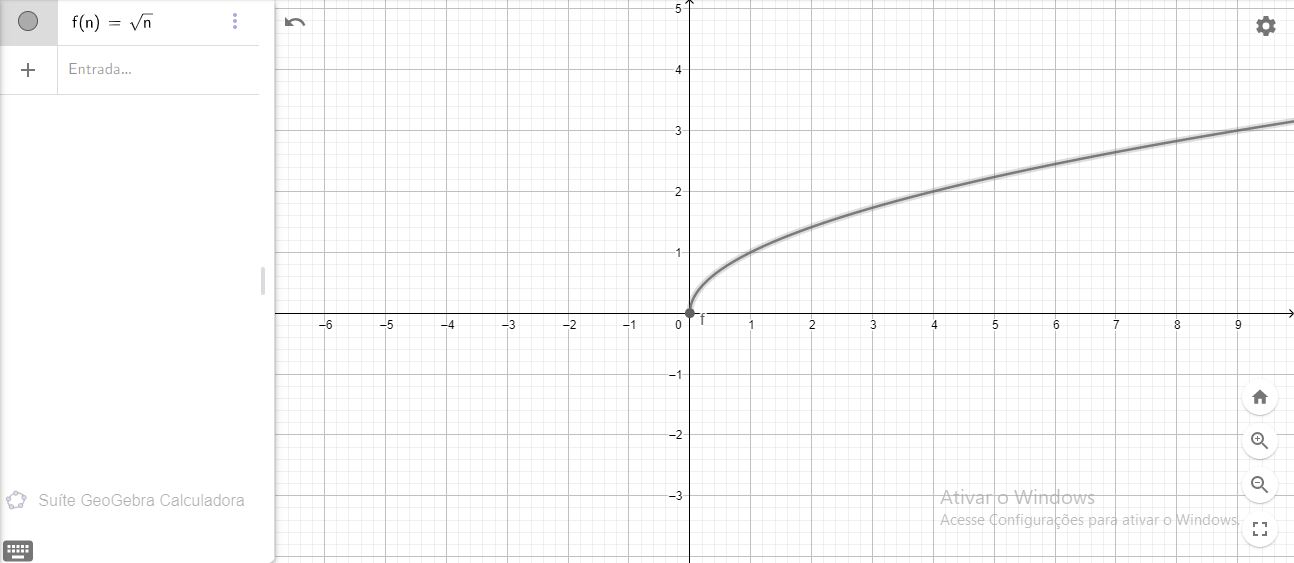 f(n) = √n
Entrada...
5
4
3
2
1
–6 –5 –4 –3 –2 –1 0 1 2 3 4 5 6 7 8 9
f
–1
–2
–3
Suíte GeoGebra Calculadora
Ativar o Windows
Acesse Configurações para ativar o Windows.